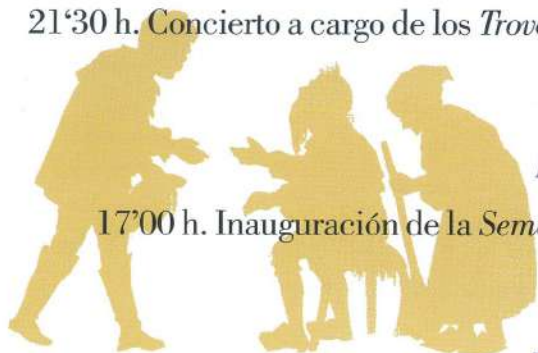 21‘30 h. Concierto a cargo de los
17’00 h. Inauguración de la